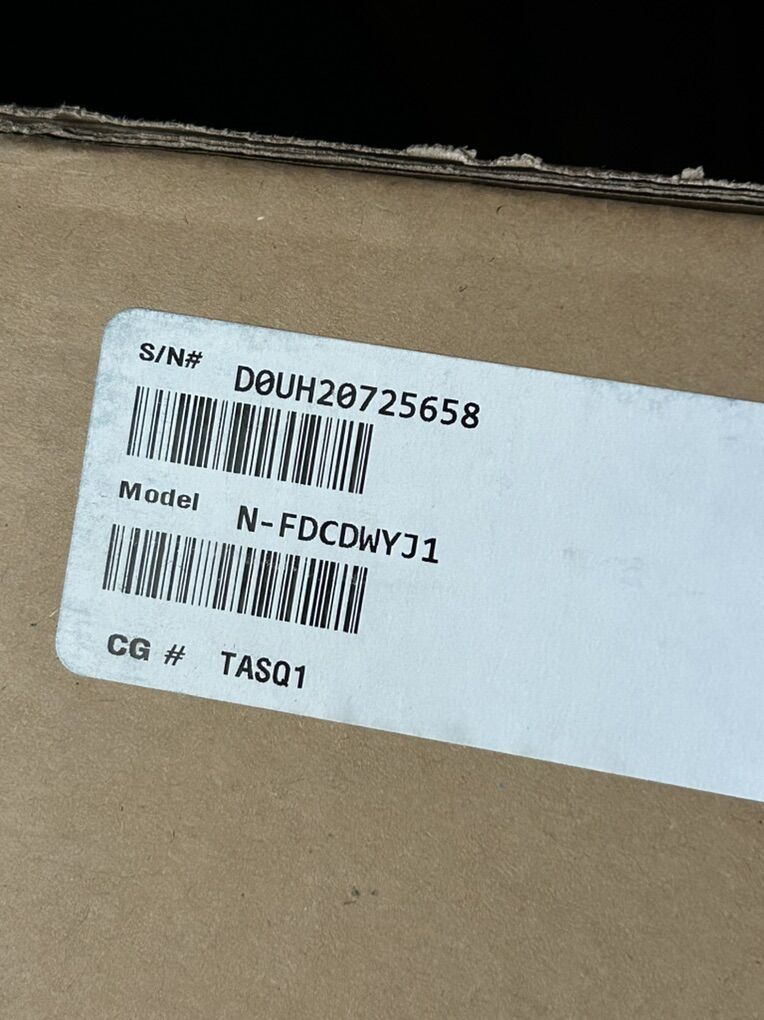 S/N# D0UH20725658
Model N-FDCDWYJ1
CG # TASQ1